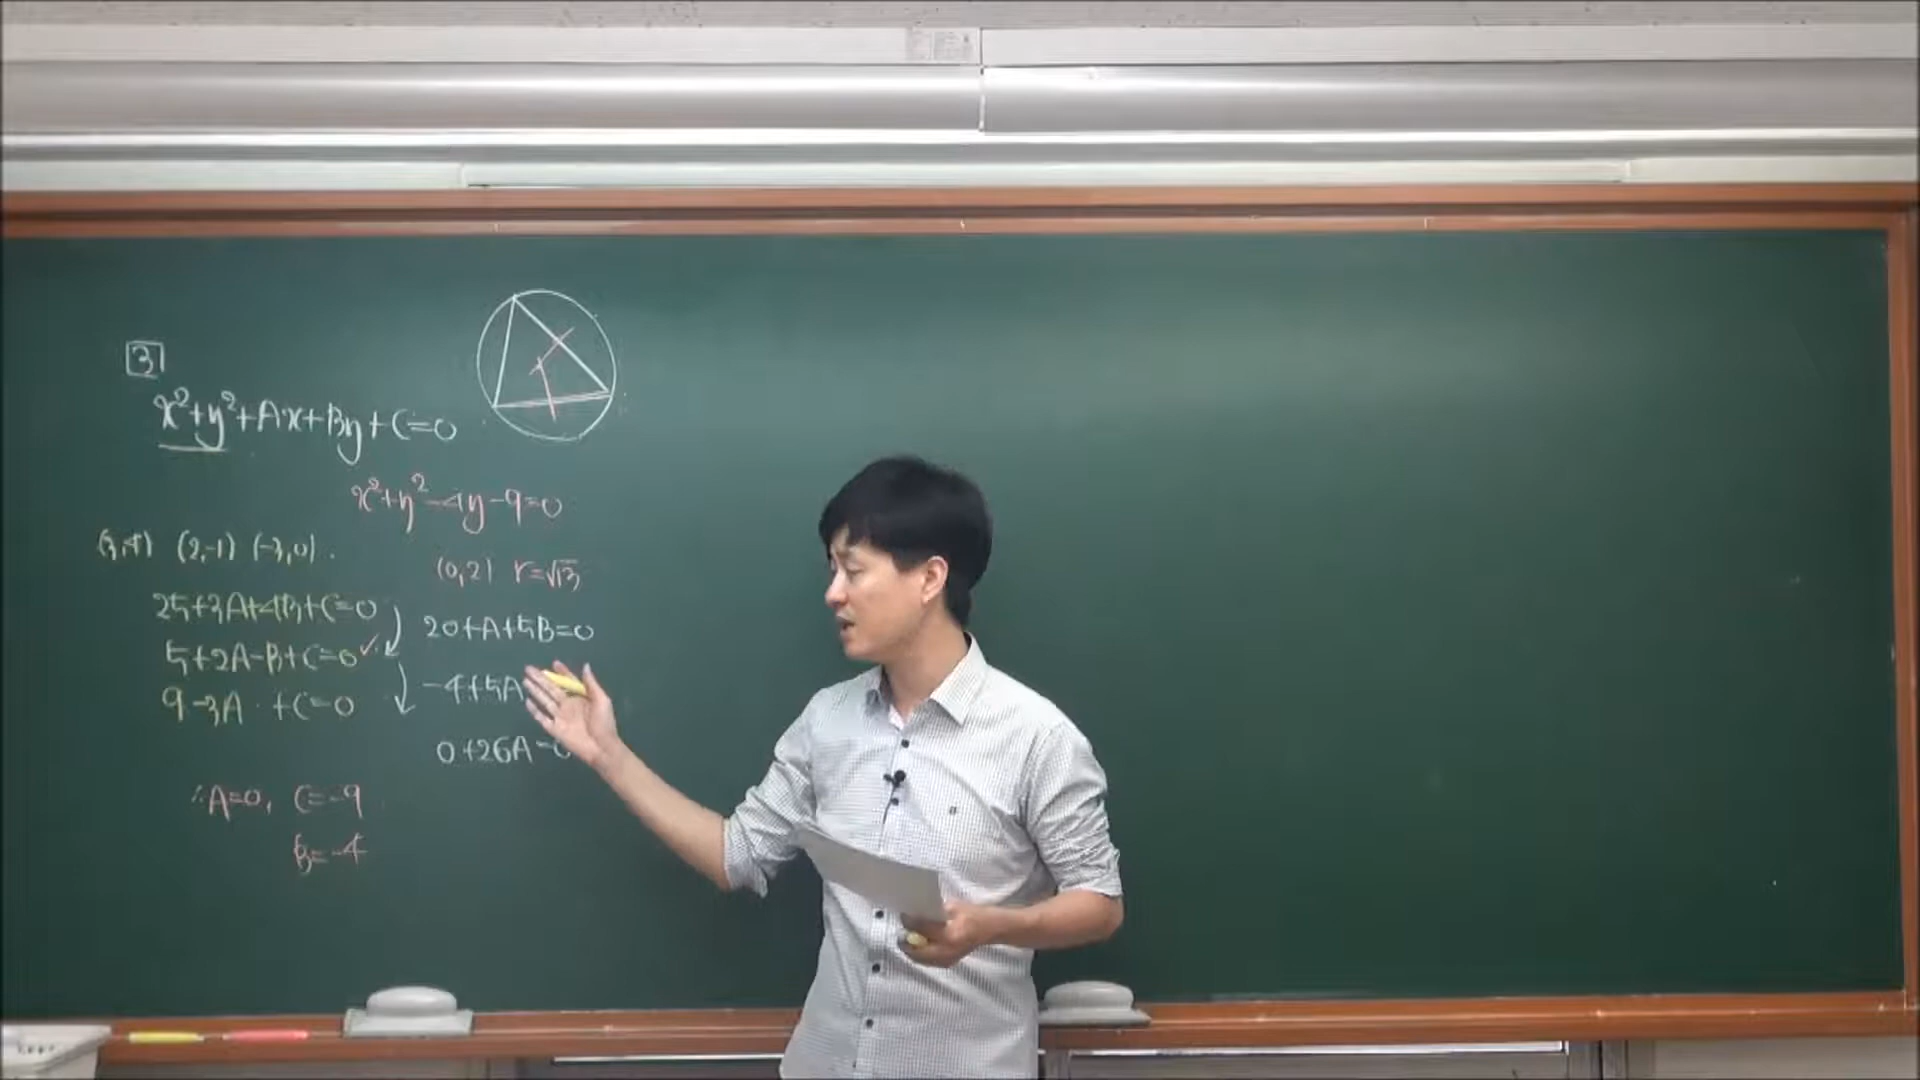 3
x²+y²+Ax+By+C=0
x²+y²-4y-9=0
(3,4) (2,-1) (-3,0).
(0,2) r=√13
25+3A+4B+C=0
5+2A-B+C=0
9-3A +C=0
20+A+5B=0
-4+5A
0+26A=0
∴A=0, C=-9
B=-4